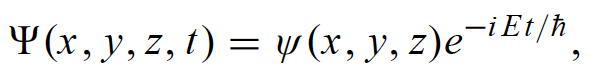 Ψ(x, y, z, t) = ψ(x, y, z)e^{−iEt/ℏ},